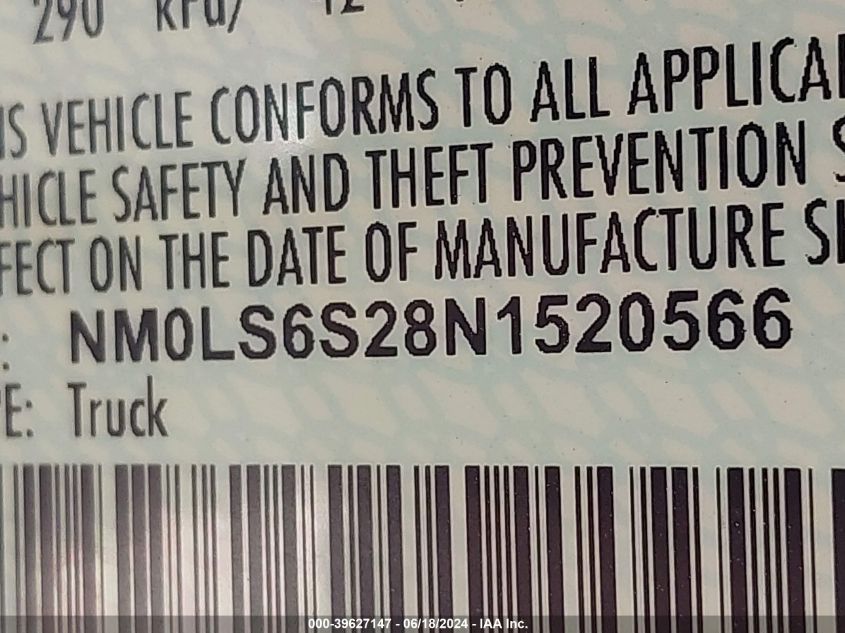 290 kPa/ 12
IS VEHICLE CONFORMS TO ALL APPLICA
HICLE SAFETY AND THEFT PREVENTION S
FECT ON THE DATE OF MANUFACTURE S
: NM0LS6S28N1520566
E: Truck
000-39627147 - 06/18/2024 - IAA Inc.